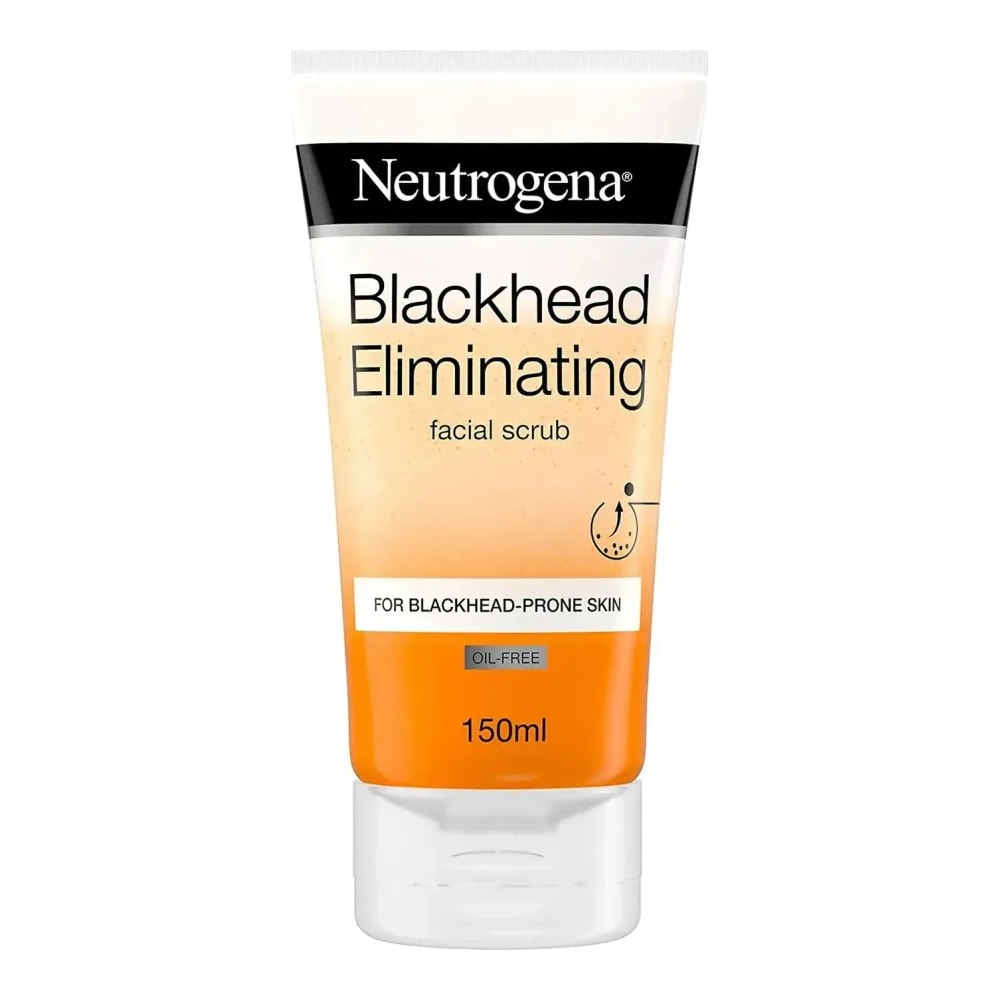 Neutrogena®
Blackhead
Eliminating
facial scrub
FOR BLACKHEAD-PRONE SKIN
OIL-FREE
150ml